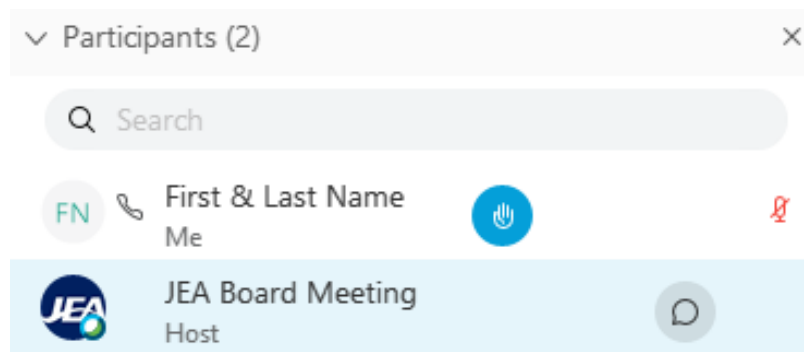 Participants (2)
Search
FN
First & Last Name
Me
JEA
JEA Board Meeting
Host